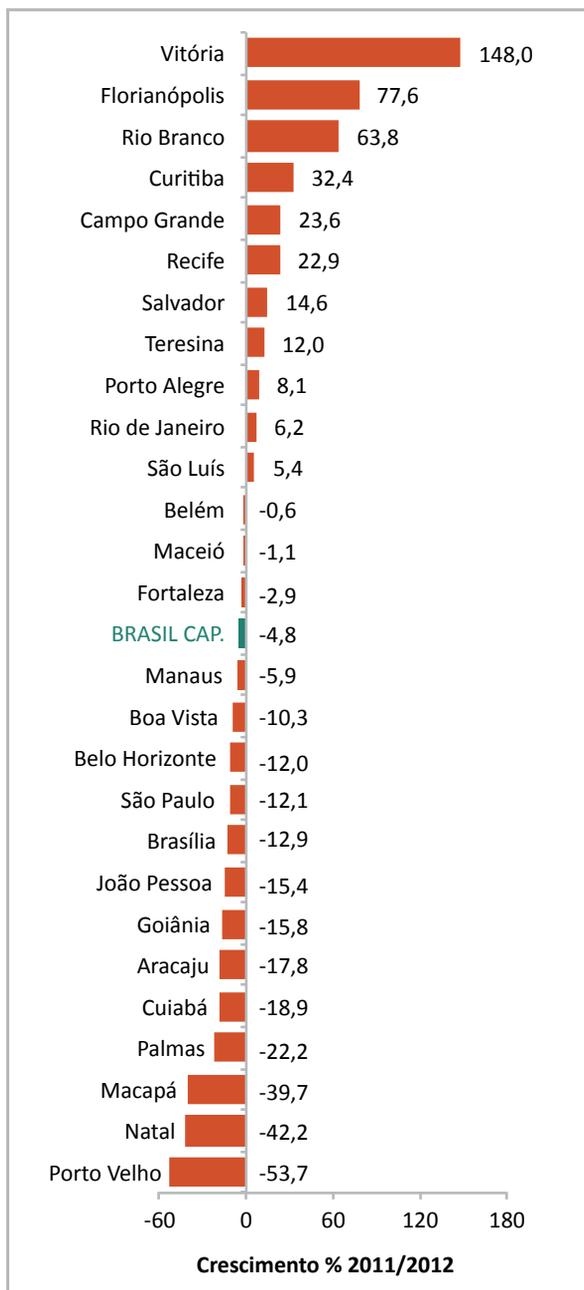 Vitória 148,0
Florianópolis 77,6
Rio Branco 63,8
Curitiba 32,4
Campo Grande 23,6
Recife 22,9
Salvador 14,6
Teresina 12,0
Porto Alegre 8,1
Rio de Janeiro 6,2
São Luís 5,4
Belém -0,6
Maceió -1,1
Fortaleza -2,9
BRASIL CAP. -4,8
Manaus -5,9
Boa Vista -10,3
Belo Horizonte -12,0
São Paulo -12,1
Brasília -12,9
João Pessoa -15,4
Goiânia -15,8
Aracaju -17,8
Cuiabá -18,9
Palmas -22,2
Macapá -39,7
Natal -42,2
Porto Velho -53,7
-60 0 60 120 180
Crescimento % 2011/2012